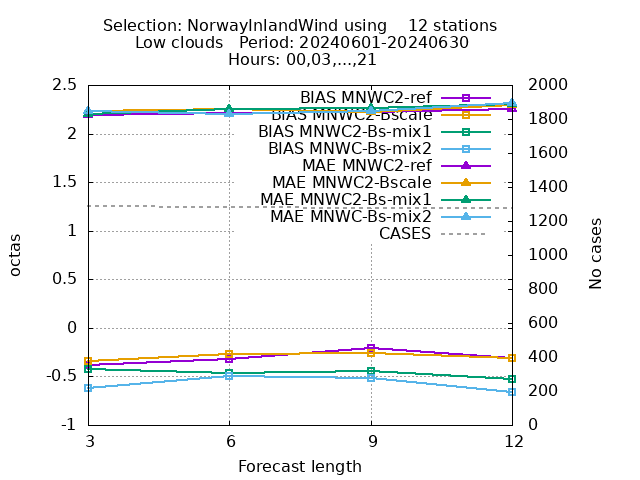 Selection: NorwayInlandWind using    12 stations
Low clouds   Period: 20240601-20240630
Hours: 00,03,...,21
2.5
2
1.5
1
0.5
0
-0.5
-1
octas
BIAS MNWC2-ref
BIAS MNWC2-Bscale
BIAS MNWC2-Bs-mix1
BIAS MNWC-Bs-mix2
MAE MNWC2-ref
MAE MNWC2-Bscale
MAE MNWC2-Bs-mix1
MAE MNWC-Bs-mix2
CASES
2000
1800
1600
1400
1200
1000
800
600
400
200
0
No cases
3 6 9 12
Forecast length